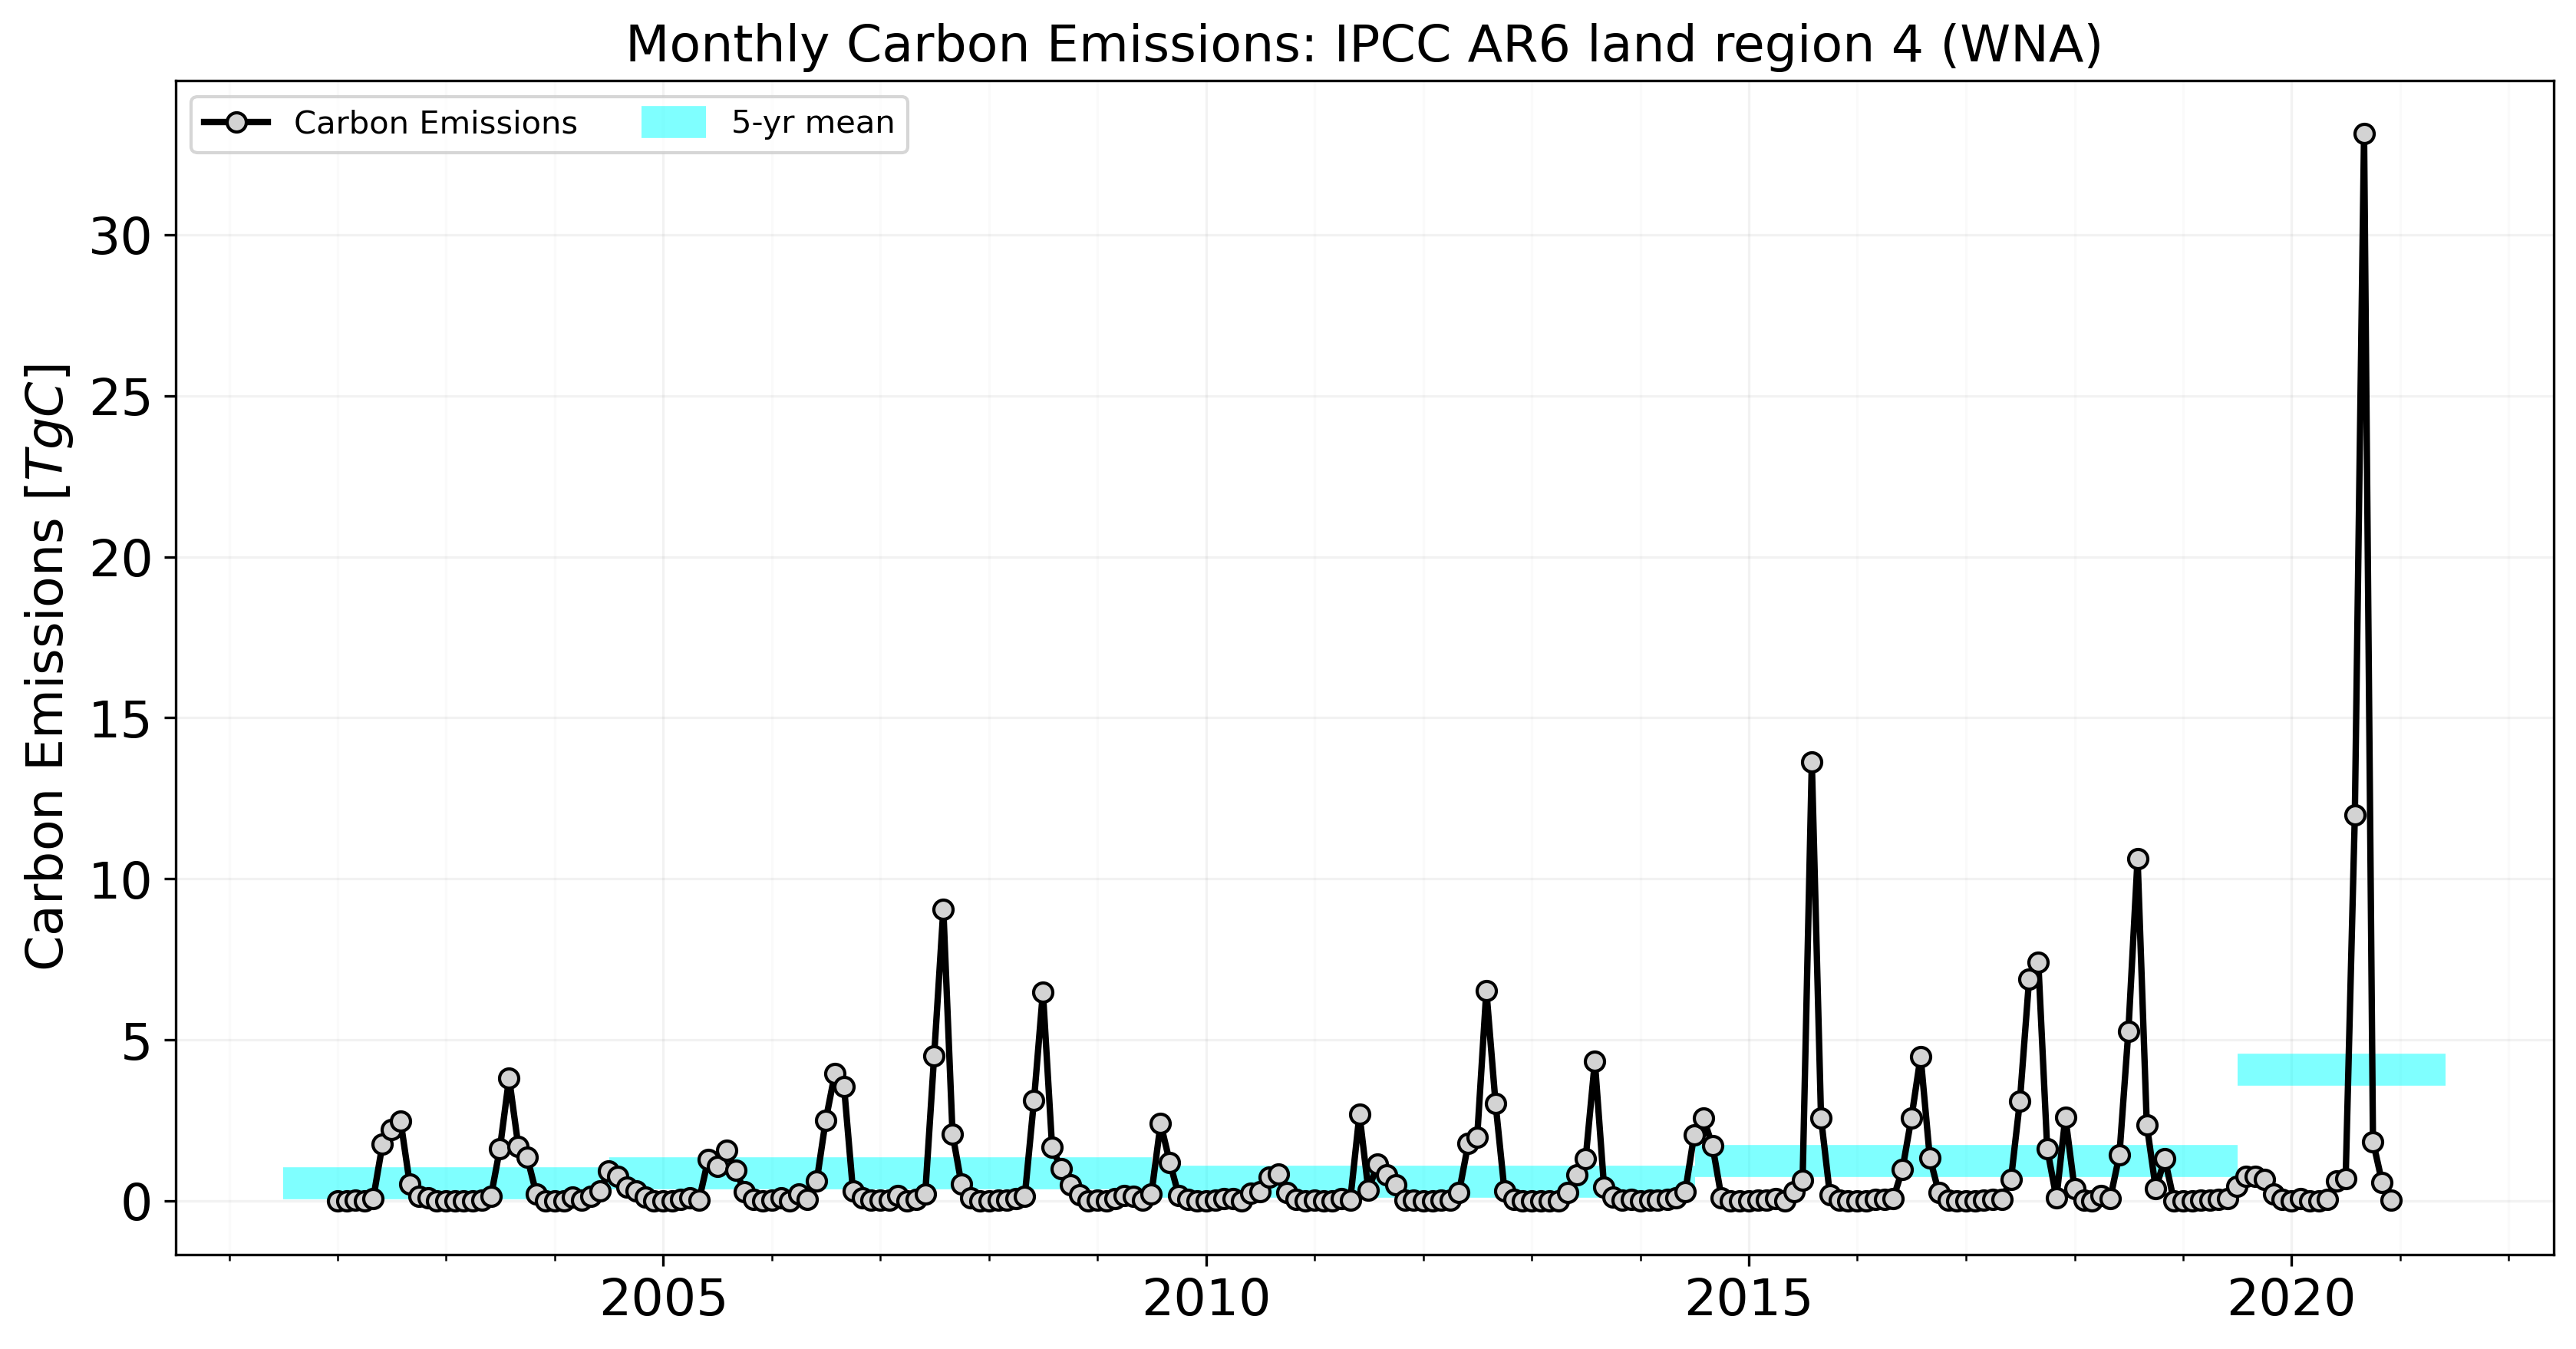 Monthly Carbon Emissions: IPCC AR6 land region 4 (WNA)
Carbon Emissions
5-yr mean
Carbon Emissions [TgC]
30
25
20
15
10
5
0
2005
2010
2015
2020